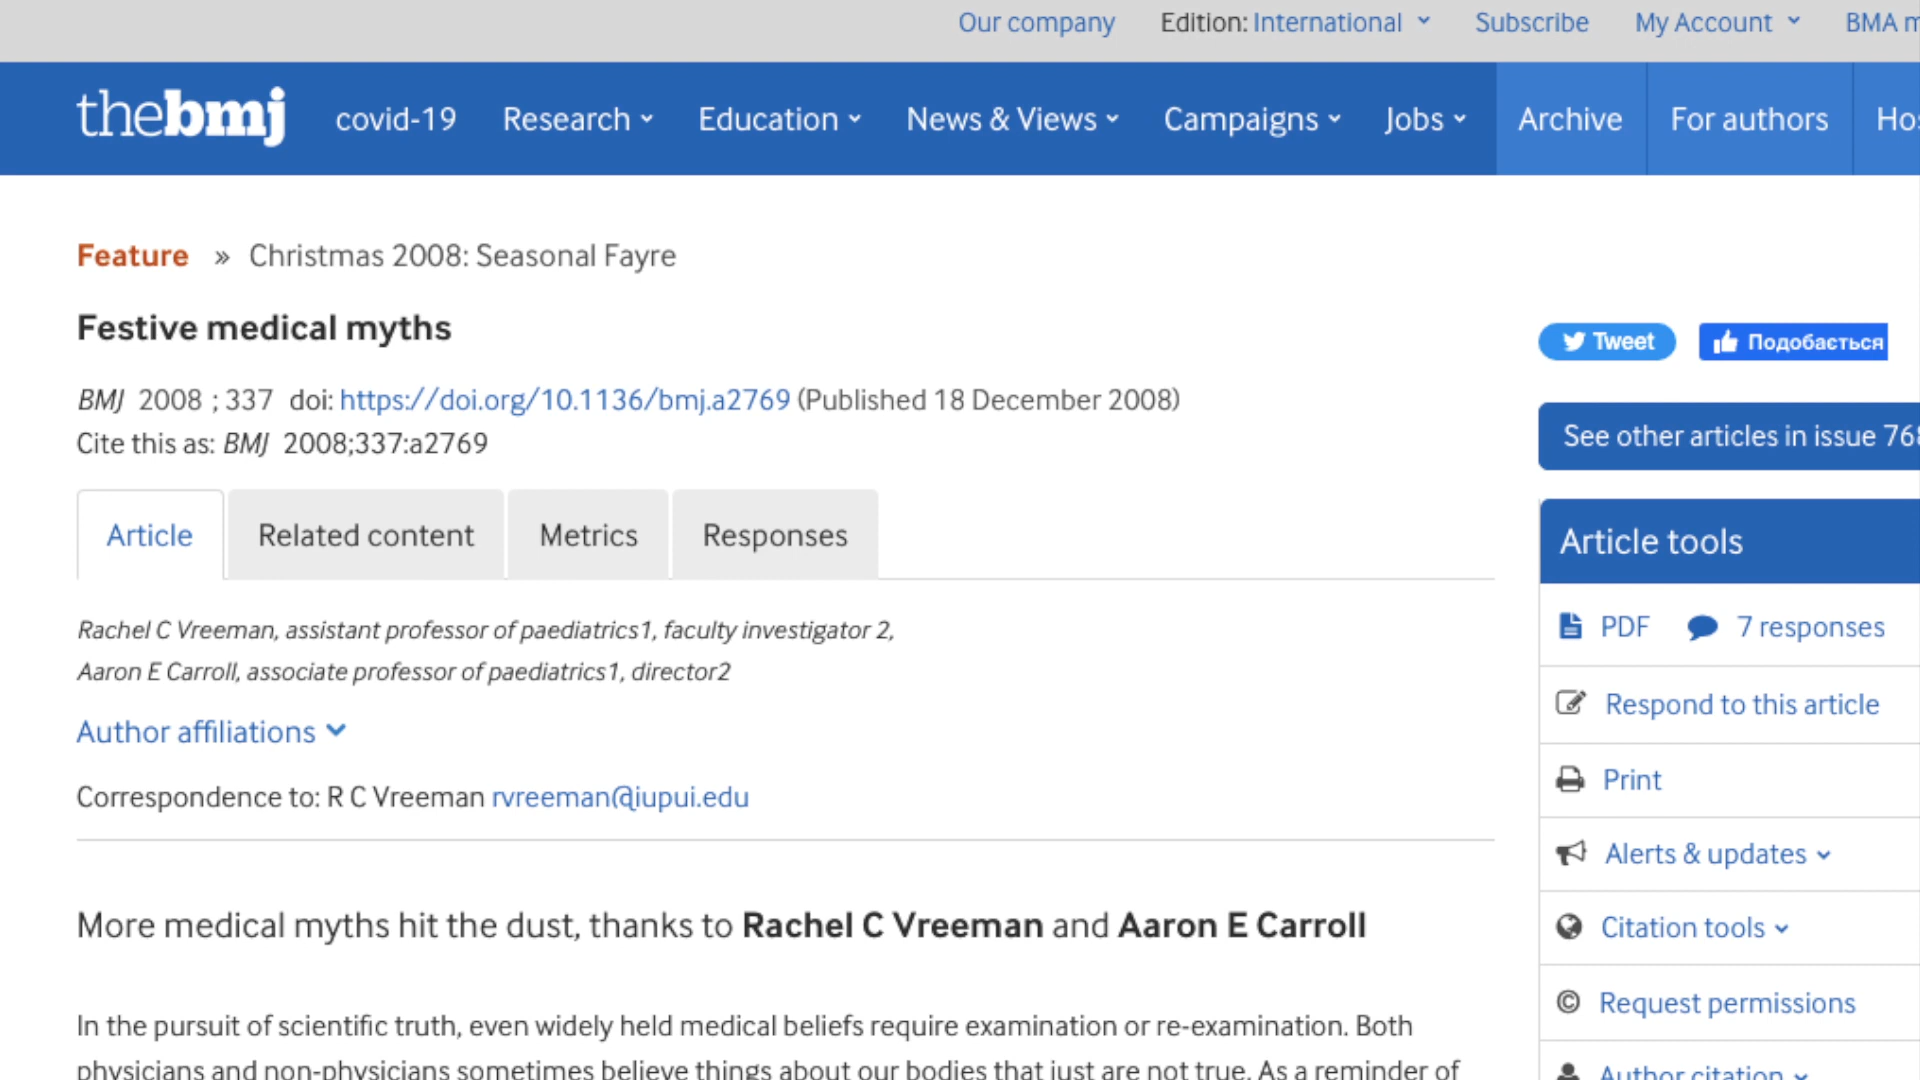 Our company Edition: International Subscribe My Account BMA
thebmj covid-19 Research Education News & Views Campaigns Jobs Archive For authors
Feature » Christmas 2008: Seasonal Fayre
Festive medical myths
Tweet Подобається
BMJ 2008 ; 337 doi: https://doi.org/10.1136/bmj.a2769 (Published 18 December 2008)
Cite this as: BMJ 2008;337:a2769
See other articles in issue
Article Related content Metrics Responses
Article tools
Rachel C Vreeman, assistant professor of paediatrics1, faculty investigator 2,
Aaron E Carroll, associate professor of paediatrics1, director2
PDF 7 responses
Respond to this article
Author affiliations
Print
Correspondence to: R C Vreeman rvreeman@iupui.edu
Alerts & updates
More medical myths hit the dust, thanks to Rachel C Vreeman and Aaron E Carroll
Citation tools
© Request permissions
In the pursuit of scientific truth, even widely held medical beliefs require examination or re-examination. Both
physicians and non-physicians sometimes believe things about our bodies that just are not true. As a reminder of
Author citation